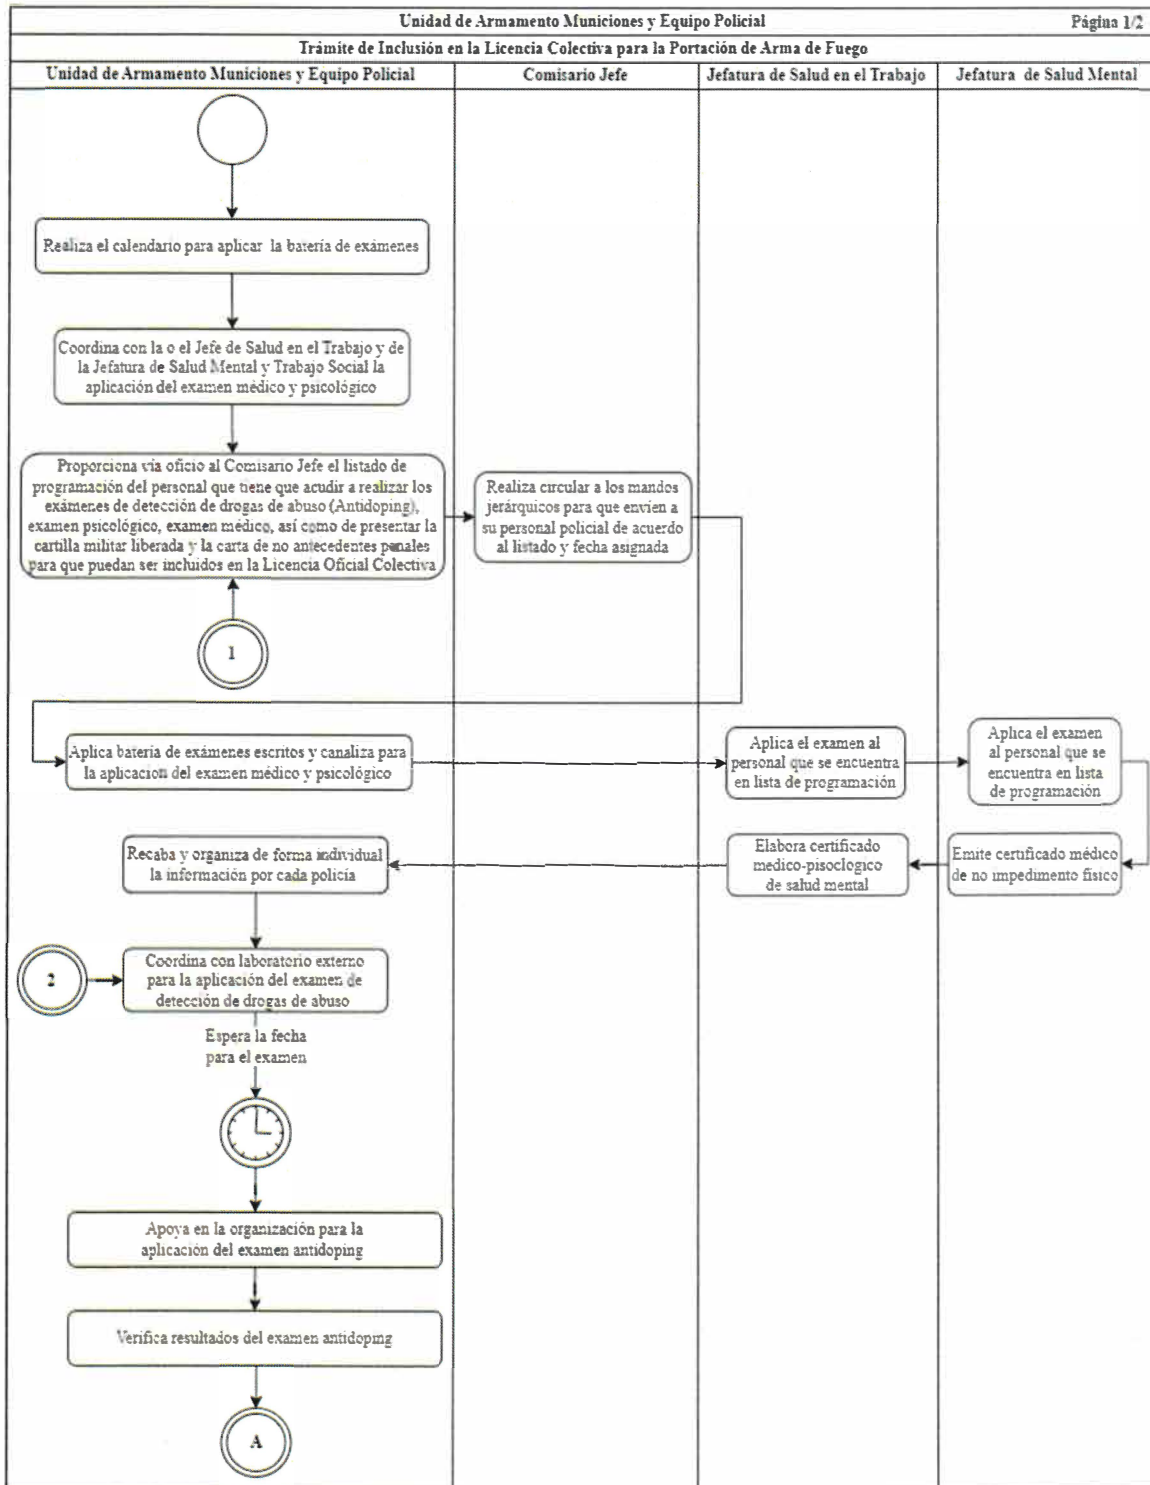 Unidad de Armamento Municiones y Equipo Policial
Página 1/2
Trámite de Inclusión en la Licencia Colectiva para la Portación de Arma de Fuego
Unidad de Armamento Municiones y Equipo Policial
Comisario Jefe
Jefatura de Salud en el Trabajo
Jefatura de Salud Mental
Realiza el calendario para aplicar la batería de exámenes
Coordina con la o el Jefe de Salud en el Trabajo y de
la Jefatura de Salud Mental y Trabajo Social la
aplicación del examen médico y psicológico
Proporciona vía oficio al Comisario Jefe el listado de
programación del personal que tiene que acudir a realizar los
exámenes de detección de drogas de abuso (Antidoping),
examen psicológico, examen médico, así como de presentar la
cartilla militar liberada y la carta de no antecedentes penales
para que puedan ser incluidos en la Licencia Oficial Colectiva
Realiza circular a los mandos
jerárquicos para que envíen a
su personal policial de acuerdo
al listado y fecha asignada
1
Aplica batería de exámenes escritos y canaliza para
la aplicación del examen médico y psicológico
Aplica el examen al
personal que se encuentra
en lista de programación
Aplica el examen
al personal que se
encuentra en lista
de programación
Recaba y organiza de forma individual
la información por cada policía
Elabora certificado
medico-pisoclogico
de salud mental
Emite certificado médico
de no impedimento físico
2
Coordina con laboratorio externo
para la aplicación del examen de
detección de drogas de abuso
Espera la fecha
para el examen
Apoya en la organización para la
aplicación del examen antidoping
Verifica resultados del examen antidoping
A